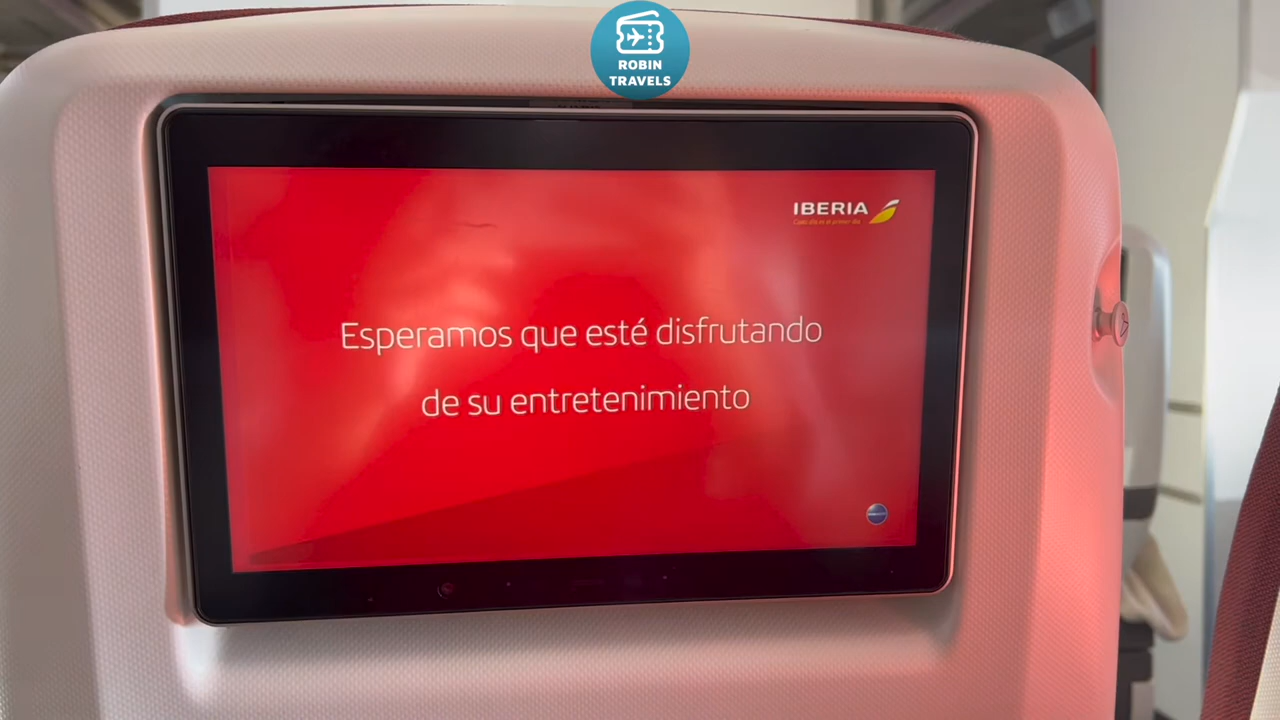 ROBIN
TRAVELS
IBERIA
Esperamos que esté disfrutando
de su entretenimiento